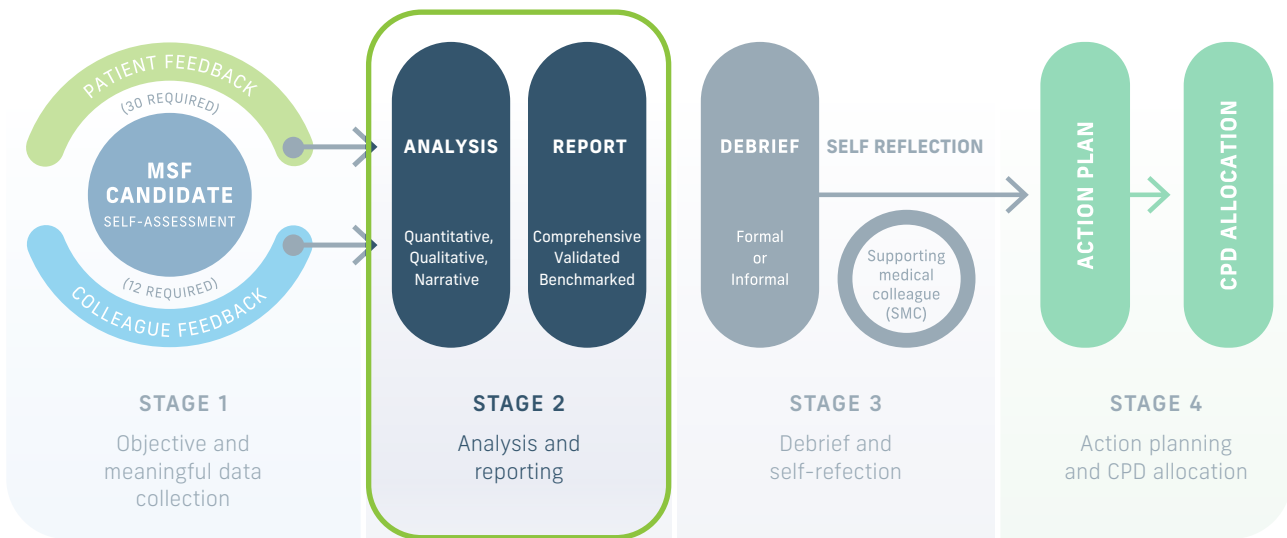 PATIENT FEEDBACK
(30 REQUIRED)
MSF
CANDIDATE
SELF-ASSESSMENT
(12 REQUIRED)
COLLEAGUE FEEDBACK
STAGE 1
Objective and
meaningful data
collection
ANALYSIS
Quantitative,
Qualitative,
Narrative
REPORT
Comprehensive
Validated
Benchmarked
STAGE 2
Analysis and
reporting
DEBRIEF
Formal
or
Informal
SELF REFLECTION
Supporting
medical
colleague
(SMC)
STAGE 3
Debrief and
self-refection
ACTION PLAN
CPD ALLOCATION
STAGE 4
Action planning
and CPD allocation